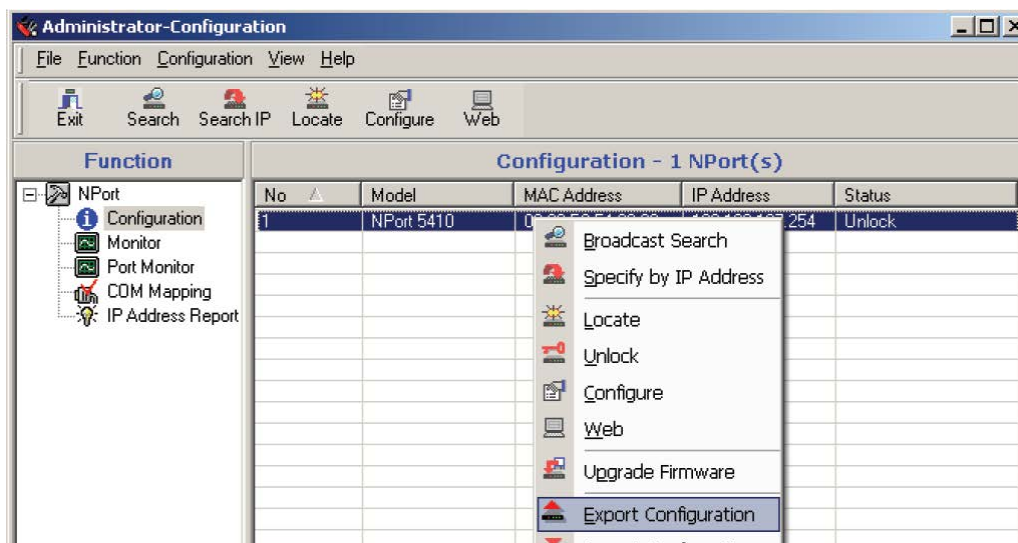 Administrator-Configuration
File Function Configuration View Help
Exit Search Search IP Locate Configure Web
Function
Configuration - 1 NPort(s)
NPort
Configuration
Monitor
Port Monitor
COM Mapping
IP Address Report
No Model MAC Address IP Address Status
1 NPort 5410 .254 Unlock
Broadcast Search
Specify by IP Address
Locate
Unlock
Configure
Web
Upgrade Firmware
Export Configuration